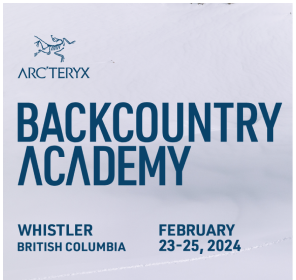 ARC'TERYX
BACKCOUNTRY
ACADEMY
WHISTLER
BRITISH COLUMBIA
FEBRUARY
23-25, 2024